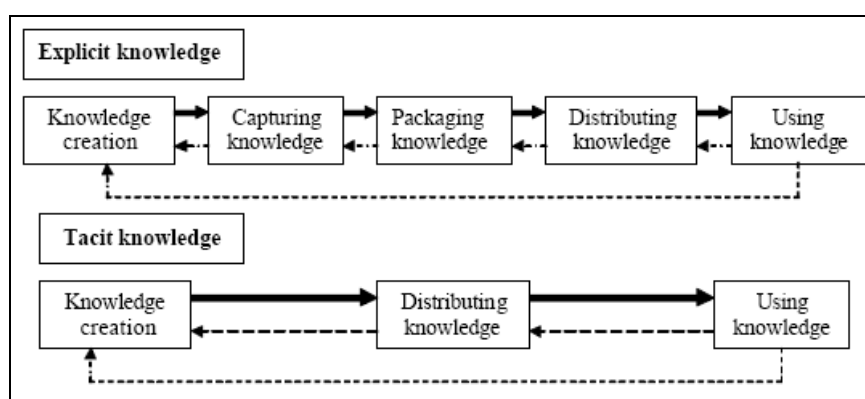 Explicit knowledge
Knowledge
creation
Capturing
knowledge
Packaging
knowledge
Distributing
knowledge
Using
knowledge
Tacit knowledge
Knowledge
creation
Distributing
knowledge
Using
knowledge